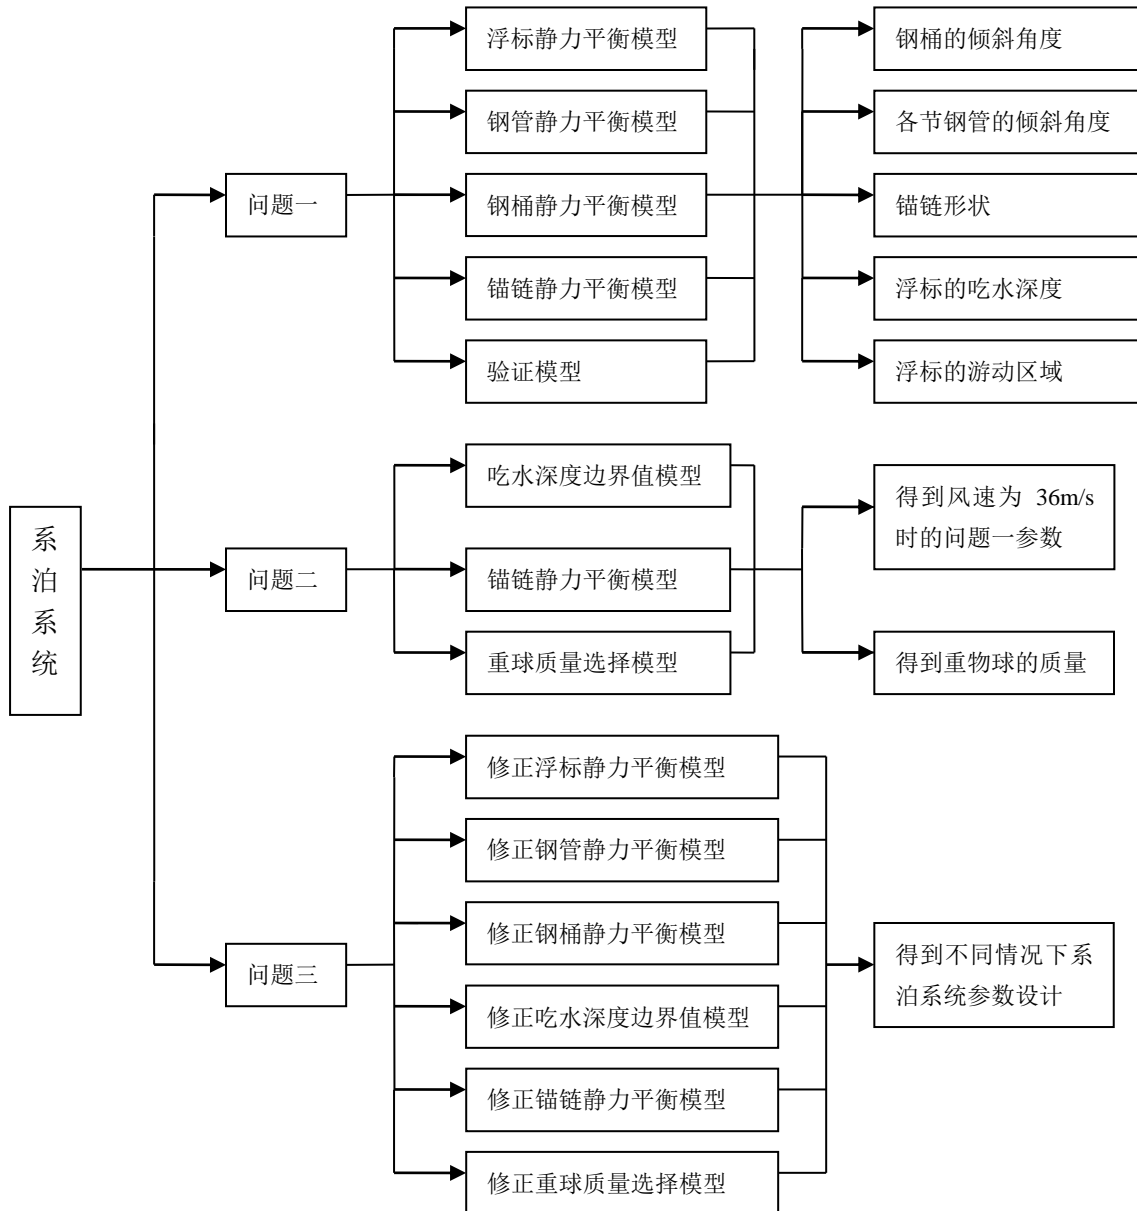 系
泊
系
统
问题一
浮标静力平衡模型
钢管静力平衡模型
钢桶静力平衡模型
锚链静力平衡模型
验证模型
钢桶的倾斜角度
各节钢管的倾斜角度
锚链形状
浮标的吃水深度
浮标的游动区域
问题二
吃水深度边界值模型
锚链静力平衡模型
重球质量选择模型
得到风速为 36m/s
时的问题一参数
得到重物球的质量
问题三
修正浮标静力平衡模型
修正钢管静力平衡模型
修正钢桶静力平衡模型
修正吃水深度边界值模型
修正锚链静力平衡模型
修正重球质量选择模型
得到不同情况下系
泊系统参数设计